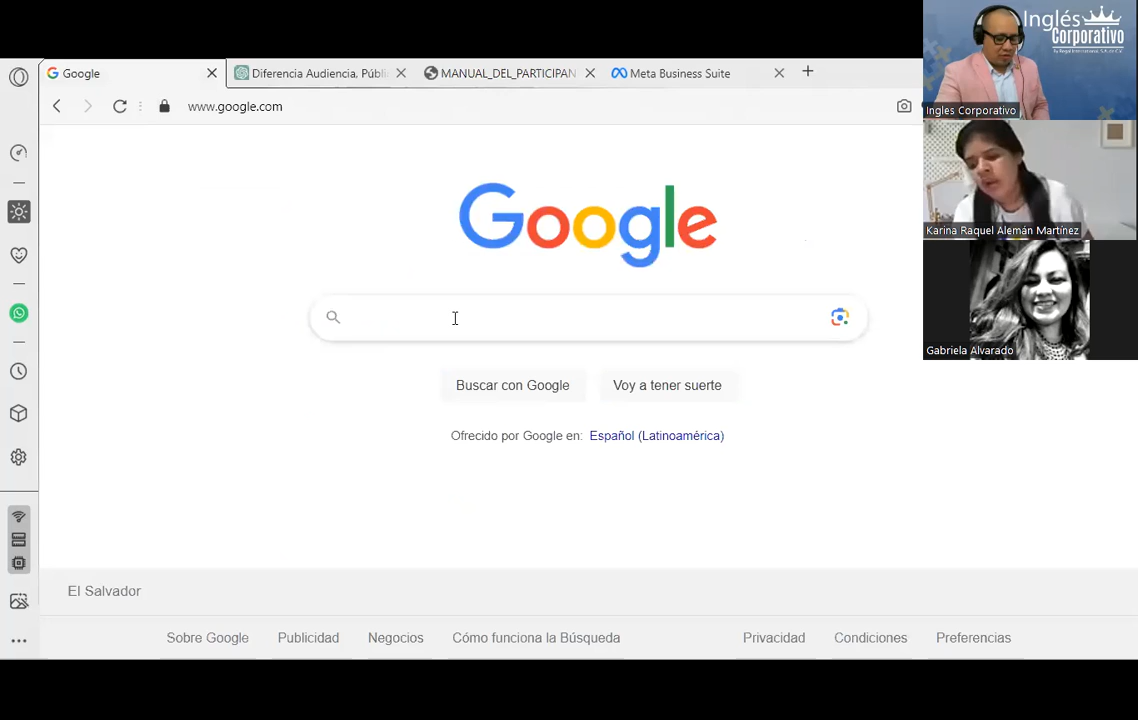 Google
Diferencia Audiencia, Públi
MANUAL_DEL_PARTICIPAN
Meta Business Suite
www.google.com
Google
Buscar con Google
Voy a tener suerte
Ofrecido por Google en: Español (Latinoamérica)
El Salvador
Sobre Google
Publicidad
Negocios
Cómo funciona la Búsqueda
Privacidad
Condiciones
Preferencias
Inglés
Corporativo
Ingles Corporativo
Karina Raquel Alemán Martínez
Gabriela Alvarado